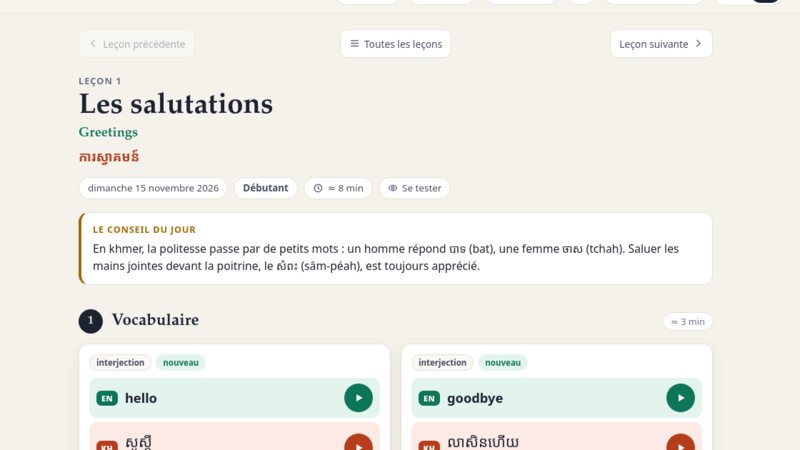 Leçon précédente
Toutes les leçons
Leçon suivante
LEÇON 1
Les salutations
Greetings
ការស្វាគមន៍
dimanche 15 novembre 2026
Débutant
≈ 8 min
Se tester
LE CONSEIL DU JOUR
En khmer, la politesse passe par de petits mots : un homme répond បាទ (bat), une femme ចាស (tchah). Saluer les
mains jointes devant la poitrine, le សំពះ (sâm-péah), est toujours apprécié.
1 Vocabulaire
≈ 3 min
interjection nouveau
EN hello
KH សួស្តី
interjection nouveau
EN goodbye
KH លាសិនហើយ